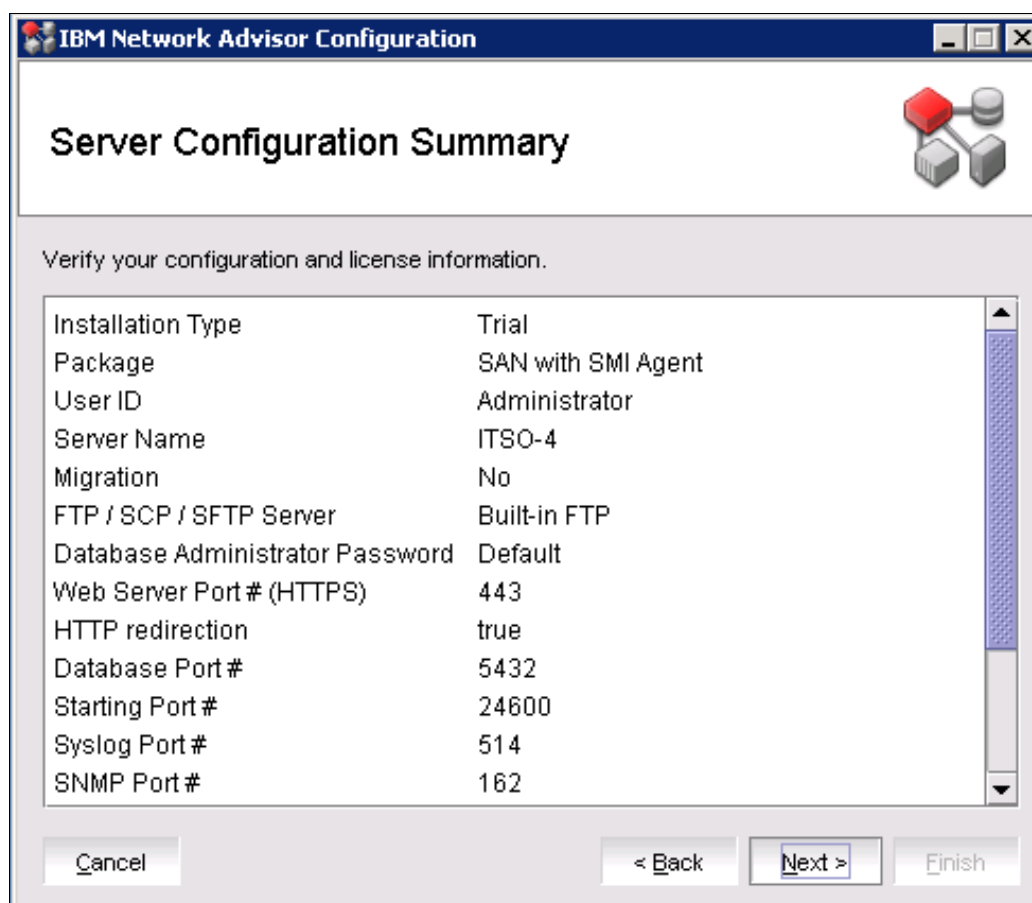 IBM Network Advisor Configuration
Server Configuration Summary
Verify your configuration and license information.
Installation Type Trial
Package SAN with SMI Agent
User ID Administrator
Server Name ITSO-4
Migration No
FTP / SCP / SFTP Server Built-in FTP
Database Administrator Password Default
Web Server Port # (HTTPS) 443
HTTP redirection true
Database Port # 5432
Starting Port # 24600
Syslog Port # 514
SNMP Port # 162
Cancel < Back Next > Finish